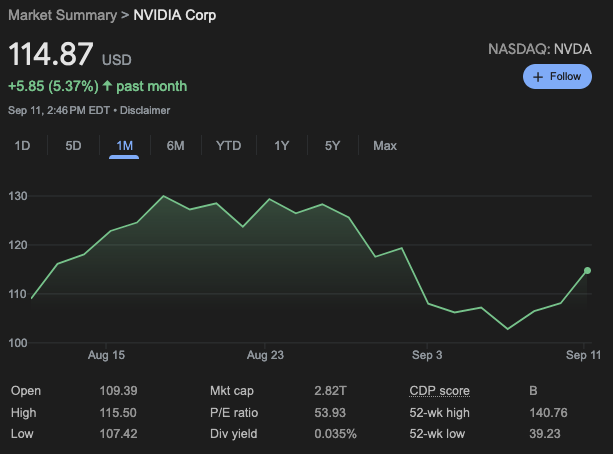 Market Summary > NVIDIA Corp
114.87 USD
NASDAQ: NVDA
+ Follow
+5.85 (5.37%) ↑ past month
Sep 11, 2:46 PM EDT • Disclaimer
1D 5D 1M 6M YTD 1Y 5Y Max
130
120
110
100
Aug 15 Aug 23 Sep 3 Sep 11
Open 109.39 Mkt cap 2.82T CDP score B
High 115.50 P/E ratio 53.93 52-wk high 140.76
Low 107.42 Div yield 0.035% 52-wk low 39.23